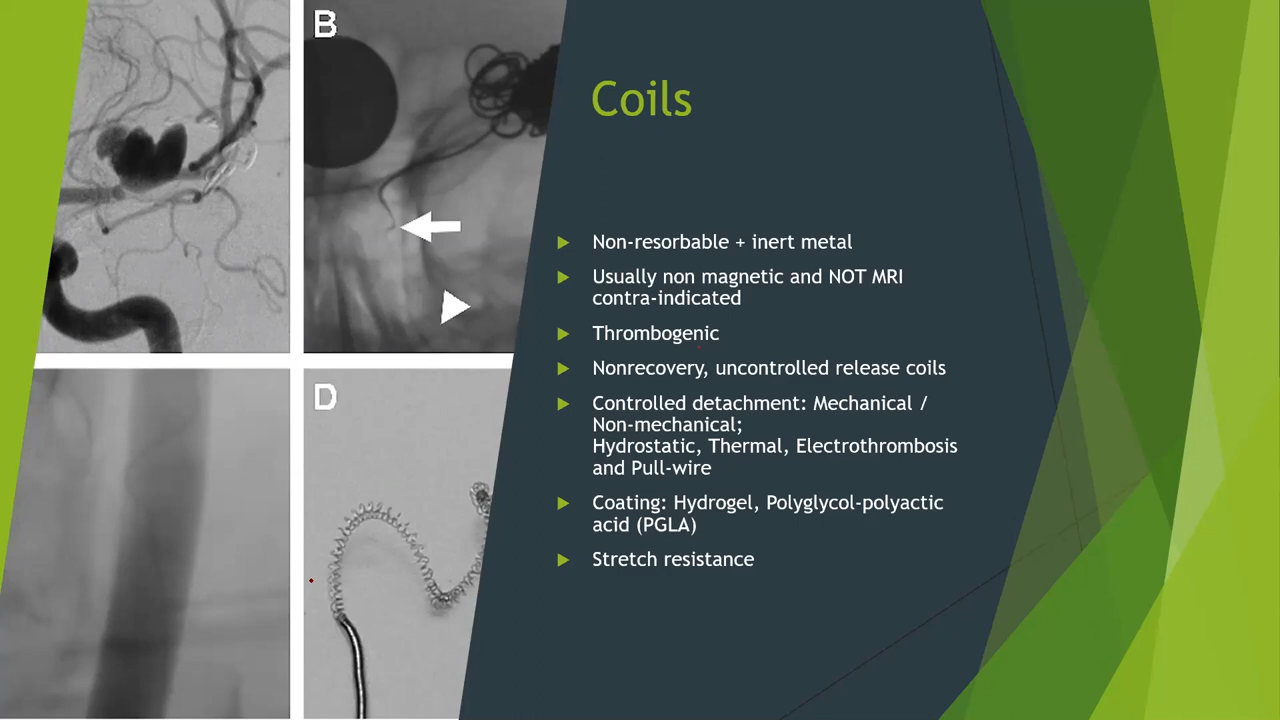 B
D
Coils
Non-resorbable + inert metal
Usually non magnetic and NOT MRI
contra-indicated
Thrombogenic
Nonrecovery, uncontrolled release coils
Controlled detachment: Mechanical /
Non-mechanical;
Hydrostatic, Thermal, Electrothrombosis
and Pull-wire
Coating: Hydrogel, Polyglycol-polyactic
acid (PGLA)
Stretch resistance